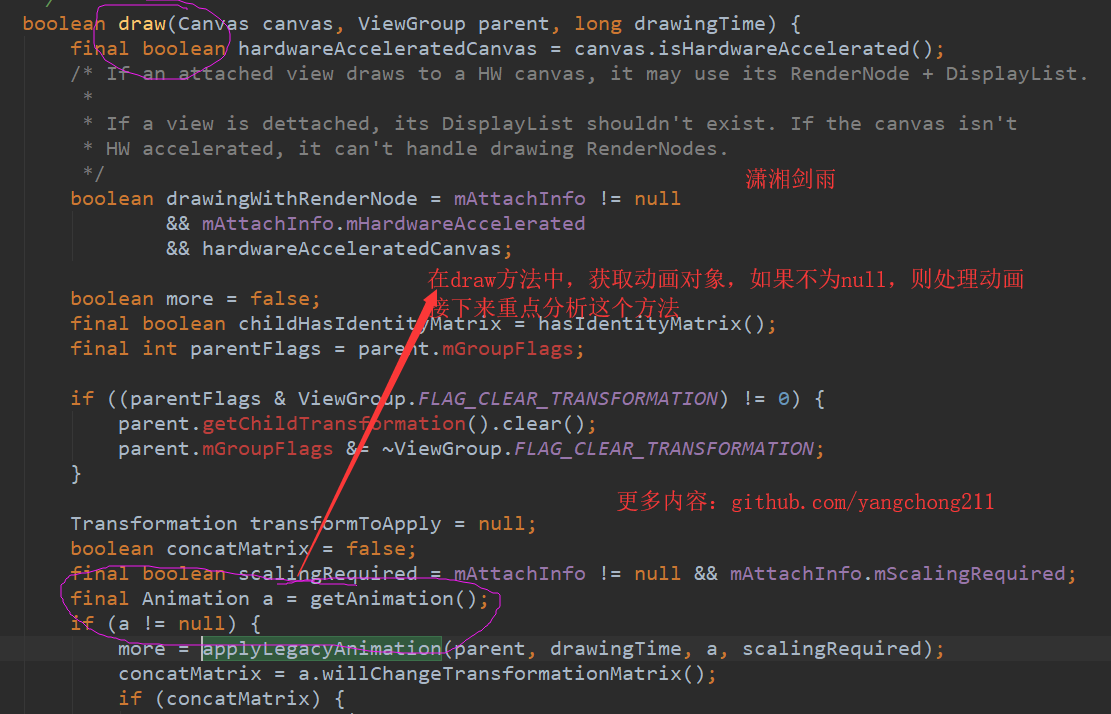 */
boolean draw(Canvas canvas, ViewGroup parent, long drawingTime) {
final boolean hardwareAcceleratedCanvas = canvas.isHardwareAccelerated();
/* If an attached view draws to a HW canvas, it may use its RenderNode + DisplayList.
*
* If a view is dettached, its DisplayList shouldn't exist. If the canvas isn't
* HW accelerated, it can't handle drawing RenderNodes.
*/
潇湘剑雨
boolean drawingWithRenderNode = mAttachInfo != null
&& mAttachInfo.mHardwareAccelerated
&& hardwareAcceleratedCanvas;
在draw方法中，获取动画对象，如果不为null，则处理动画
接下来重点分析这个方法
boolean more = false;
final boolean childHasIdentityMatrix = hasIdentityMatrix();
final int parentFlags = parent.mGroupFlags;
if ((parentFlags & ViewGroup.FLAG_CLEAR_TRANSFORMATION) != 0) {
parent.getChildTransformation().clear();
parent.mGroupFlags &= ~ViewGroup.FLAG_CLEAR_TRANSFORMATION;
}
更多内容：github.com/yangchong211
Transformation transformToApply = null;
boolean concatMatrix = false;
final boolean scalingRequired = mAttachInfo != null && mAttachInfo.mScalingRequired;
final Animation a = getAnimation();
if (a != null) {
more = applyLegacyAnimation(parent, drawingTime, a, scalingRequired);
concatMatrix = a.willChangeTransformationMatrix();
if (concatMatrix) {